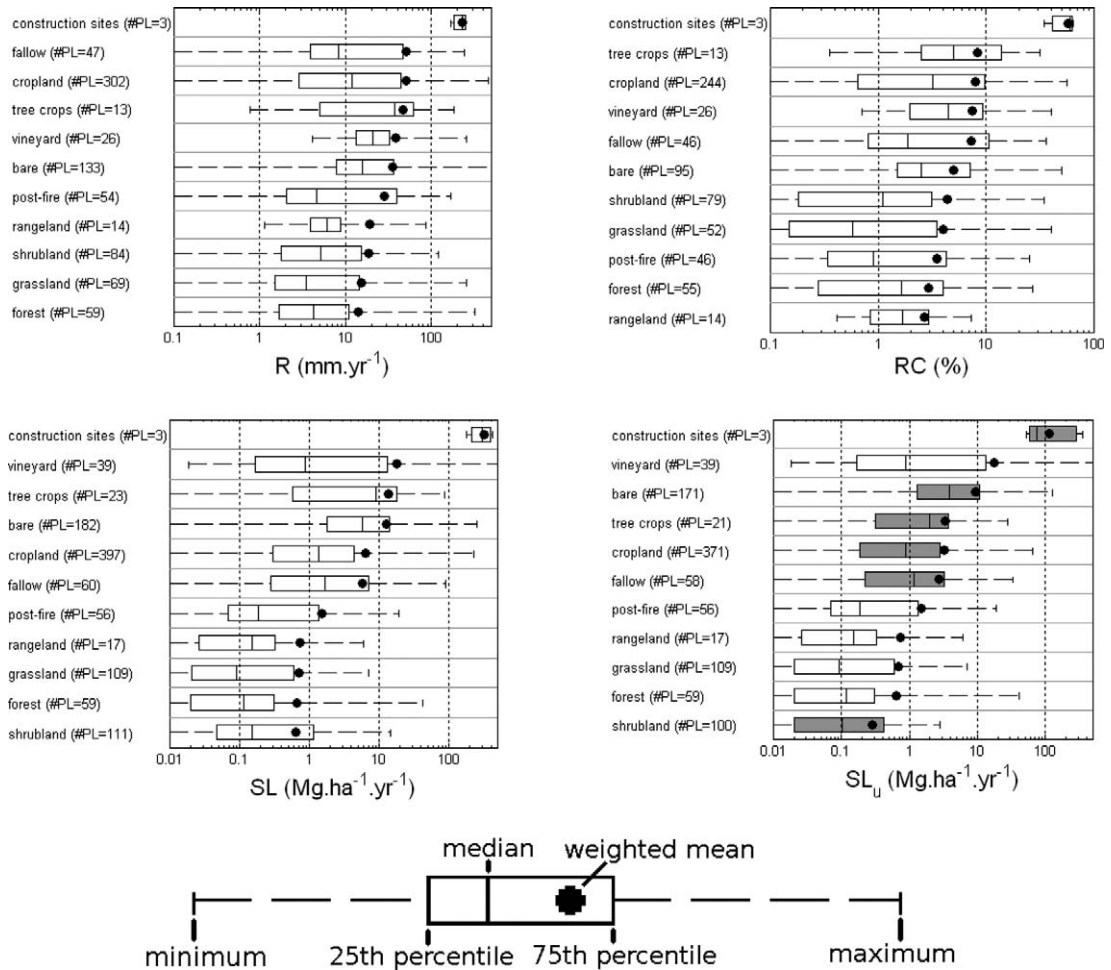 construction sites (#PL=3)
fallow (#PL=47)
cropland (#PL=302)
tree crops (#PL=13)
vineyard (#PL=26)
bare (#PL=133)
post-fire (#PL=54)
rangeland (#PL=14)
shrubland (#PL=84)
grassland (#PL=69)
forest (#PL=59)
0.1 1 10 100
R (mm.yr⁻¹)
construction sites (#PL=3)
tree crops (#PL=13)
cropland (#PL=244)
vineyard (#PL=26)
fallow (#PL=46)
bare (#PL=95)
shrubland (#PL=79)
grassland (#PL=52)
post-fire (#PL=46)
forest (#PL=55)
rangeland (#PL=14)
0.1 1 10 100
RC (%)
construction sites (#PL=3)
vineyard (#PL=39)
tree crops (#PL=23)
bare (#PL=182)
cropland (#PL=397)
fallow (#PL=60)
post-fire (#PL=56)
rangeland (#PL=17)
grassland (#PL=109)
forest (#PL=59)
shrubland (#PL=111)
0.01 0.1 1 10 100
SL (Mg.ha⁻¹.yr⁻¹)
construction sites (#PL=3)
vineyard (#PL=39)
bare (#PL=171)
tree crops (#PL=21)
cropland (#PL=371)
fallow (#PL=58)
post-fire (#PL=56)
rangeland (#PL=17)
grassland (#PL=109)
forest (#PL=59)
shrubland (#PL=100)
0.01 0.1 1 10 100
SLᵤ (Mg.ha⁻¹.yr⁻¹)
median weighted mean
minimum 25th percentile 75th percentile maximum